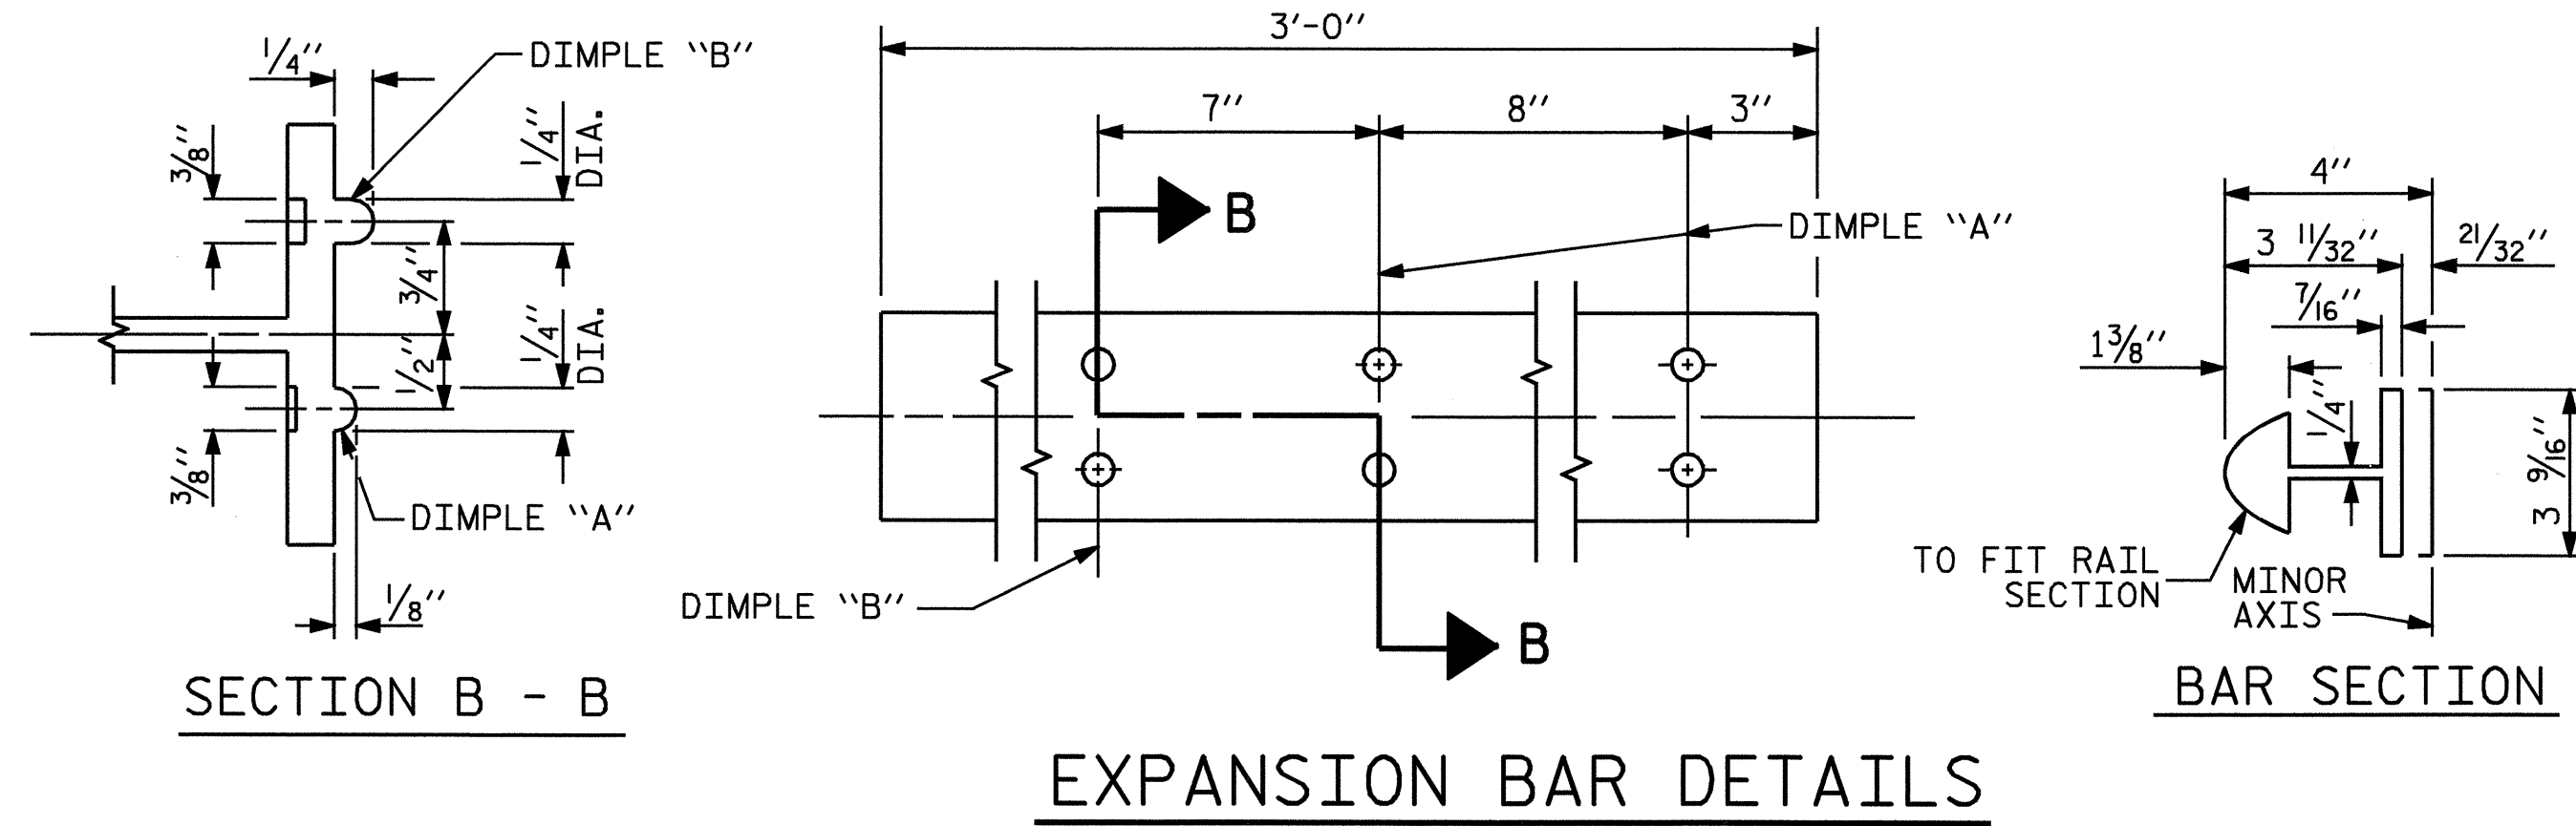 1/4"
DIMPLE "B"
3/8"
1/4" DIA.
3/4"
1/2"
1/4" DIA.
3/8"
DIMPLE "A"
1/8"
SECTION B - B
3'-0"
7"
8"
3"
B
DIMPLE "A"
DIMPLE "B"
B
4"
3 11/32"
21/32"
7/16"
1 3/8"
1/4"
3 9/16"
TO FIT RAIL
SECTION
MINOR
AXIS
BAR SECTION
EXPANSION BAR DETAILS